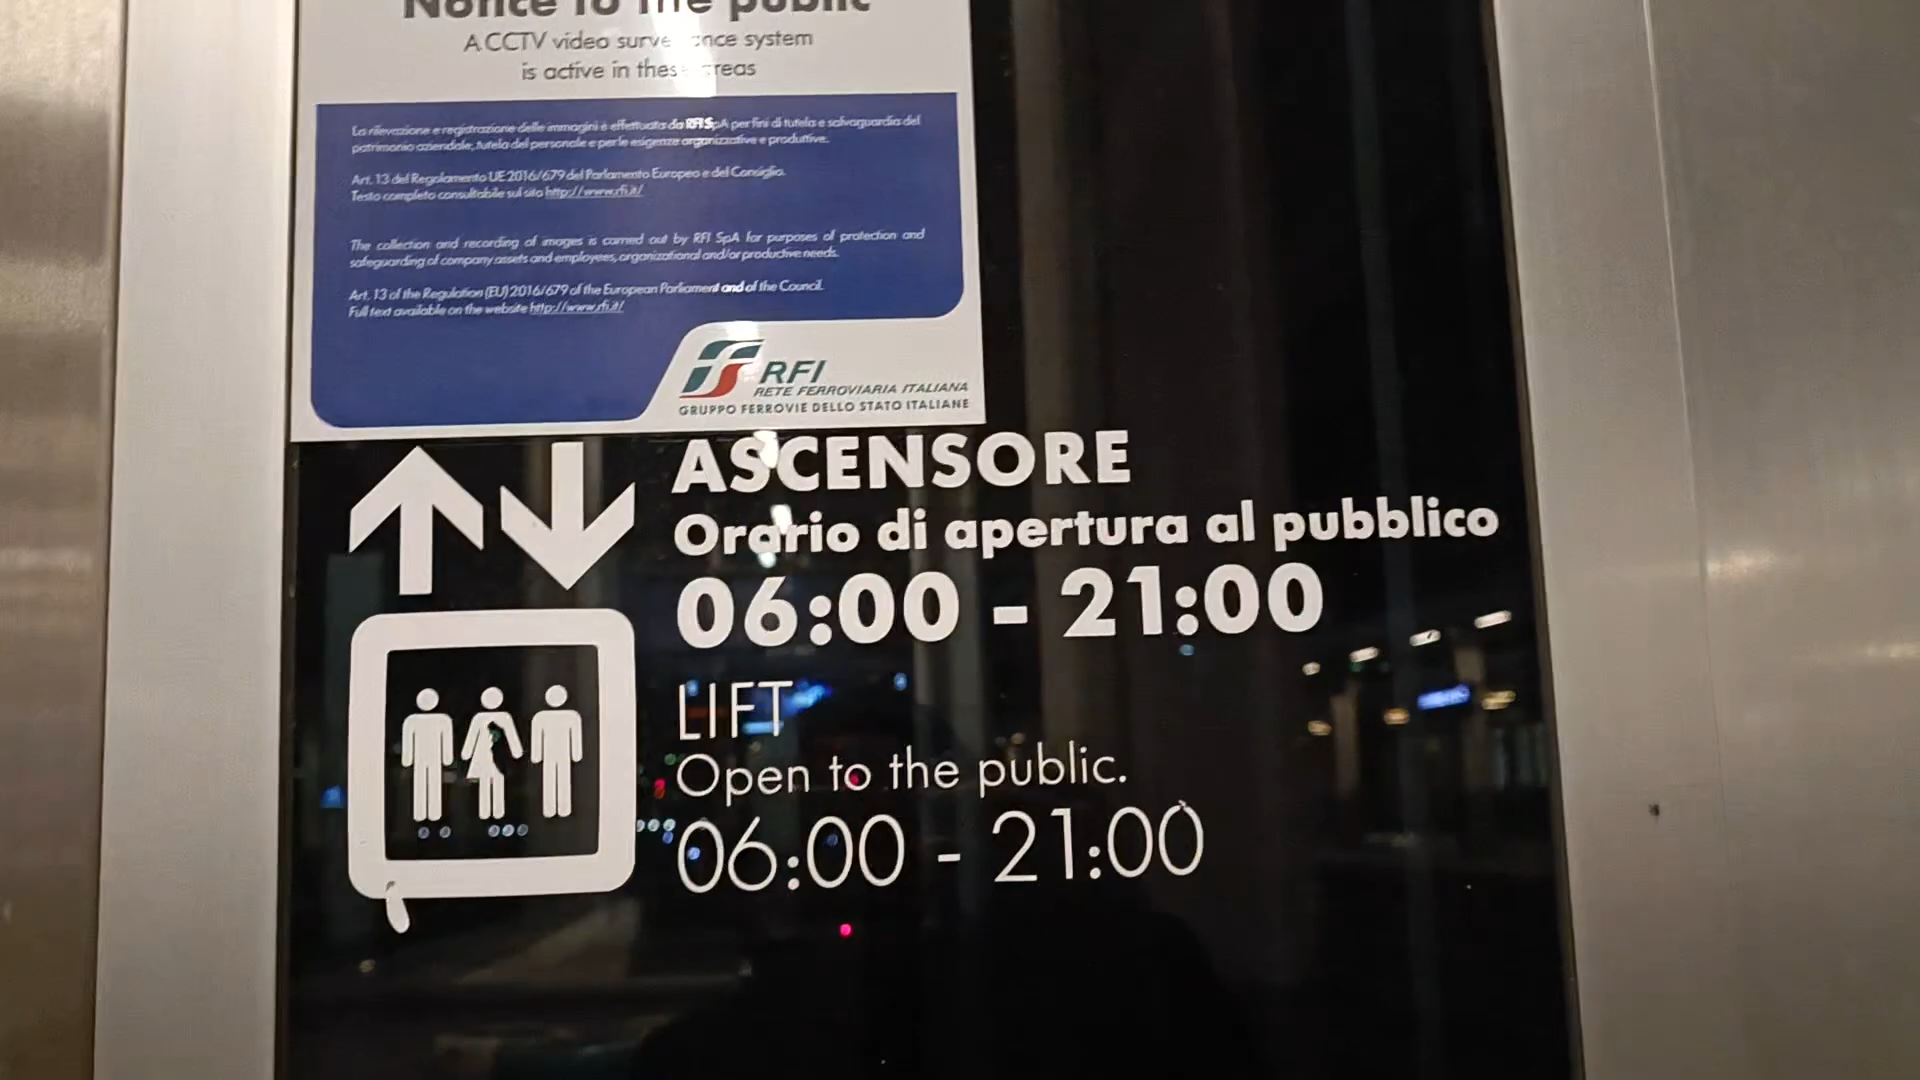 Notice to the public
A CCTV video surve nce system
is active in thes reas
La rilevazione e registrazione delle immagini è effettuata da RFI SpA per fini di tutela e salvaguardia del
patrimonio aziendale, tutela del personale e per le esigenze organizzative e produttive.
Art. 13 del Regolamento UE 2016/679 del Parlamento Europeo e del Consiglio.
Testo completo consultabile sul sito http://www.rfi.it/
The collection and recording of images is carried out by RFI SpA for purposes of protection and
safeguarding of company assets and employees, organizational and/or productive needs.
Art. 13 of the Regulation (EU) 2016/679 of the European Parliament and of the Council.
Full text available on the website http://www.rfi.it/
RFI
RETE FERROVIARIA ITALIANA
GRUPPO FERROVIE DELLO STATO ITALIANE
ASCENSORE
Orario di apertura al pubblico
06:00 - 21:00
LIFT
Open to the public.
06:00 - 21:00